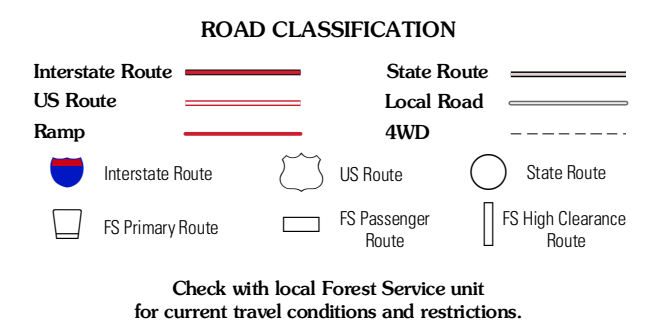 ROAD CLASSIFICATION
Interstate Route
State Route
US Route
Local Road
Ramp
4WD
Interstate Route
US Route
State Route
FS Primary Route
FS Passenger
Route
FS High Clearance
Route
Check with local Forest Service unit
for current travel conditions and restrictions.